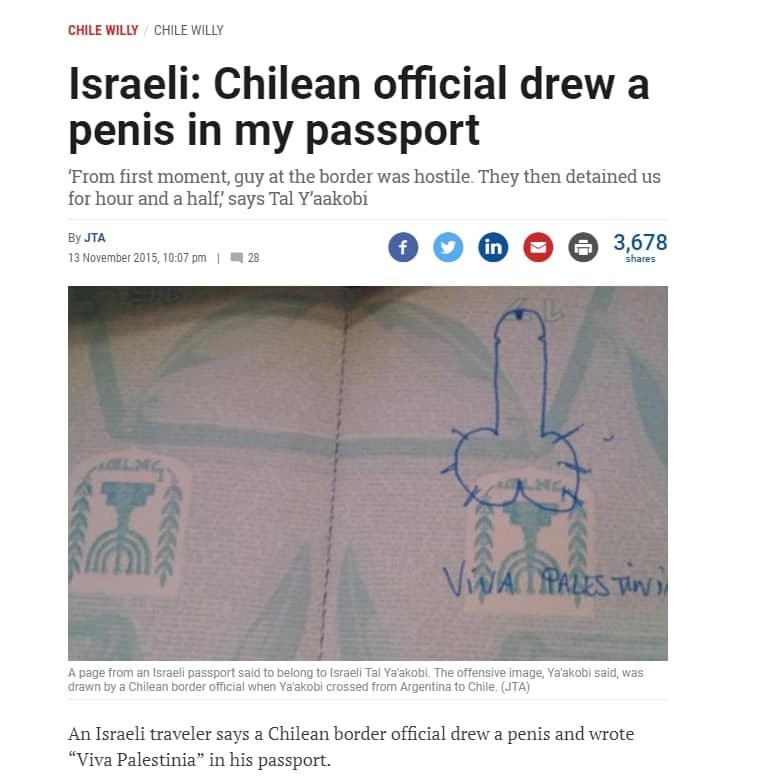 CHILE WILLY / CHILE WILLY
Israeli: Chilean official drew a
penis in my passport
‘From first moment, guy at the border was hostile. They then detained us
for hour and a half,’ says Tal Y’aakobi
By JTA
13 November 2015, 10:07 pm | 28
3,678
shares
VIVA PALESTINI
A page from an Israeli passport said to belong to Israeli Tal Ya'akobi. The offensive image, Ya'akobi said, was
drawn by a Chilean border official when Ya'akobi crossed from Argentina to Chile. (JTA)
An Israeli traveler says a Chilean border official drew a penis and wrote
“Viva Palestinia” in his passport.